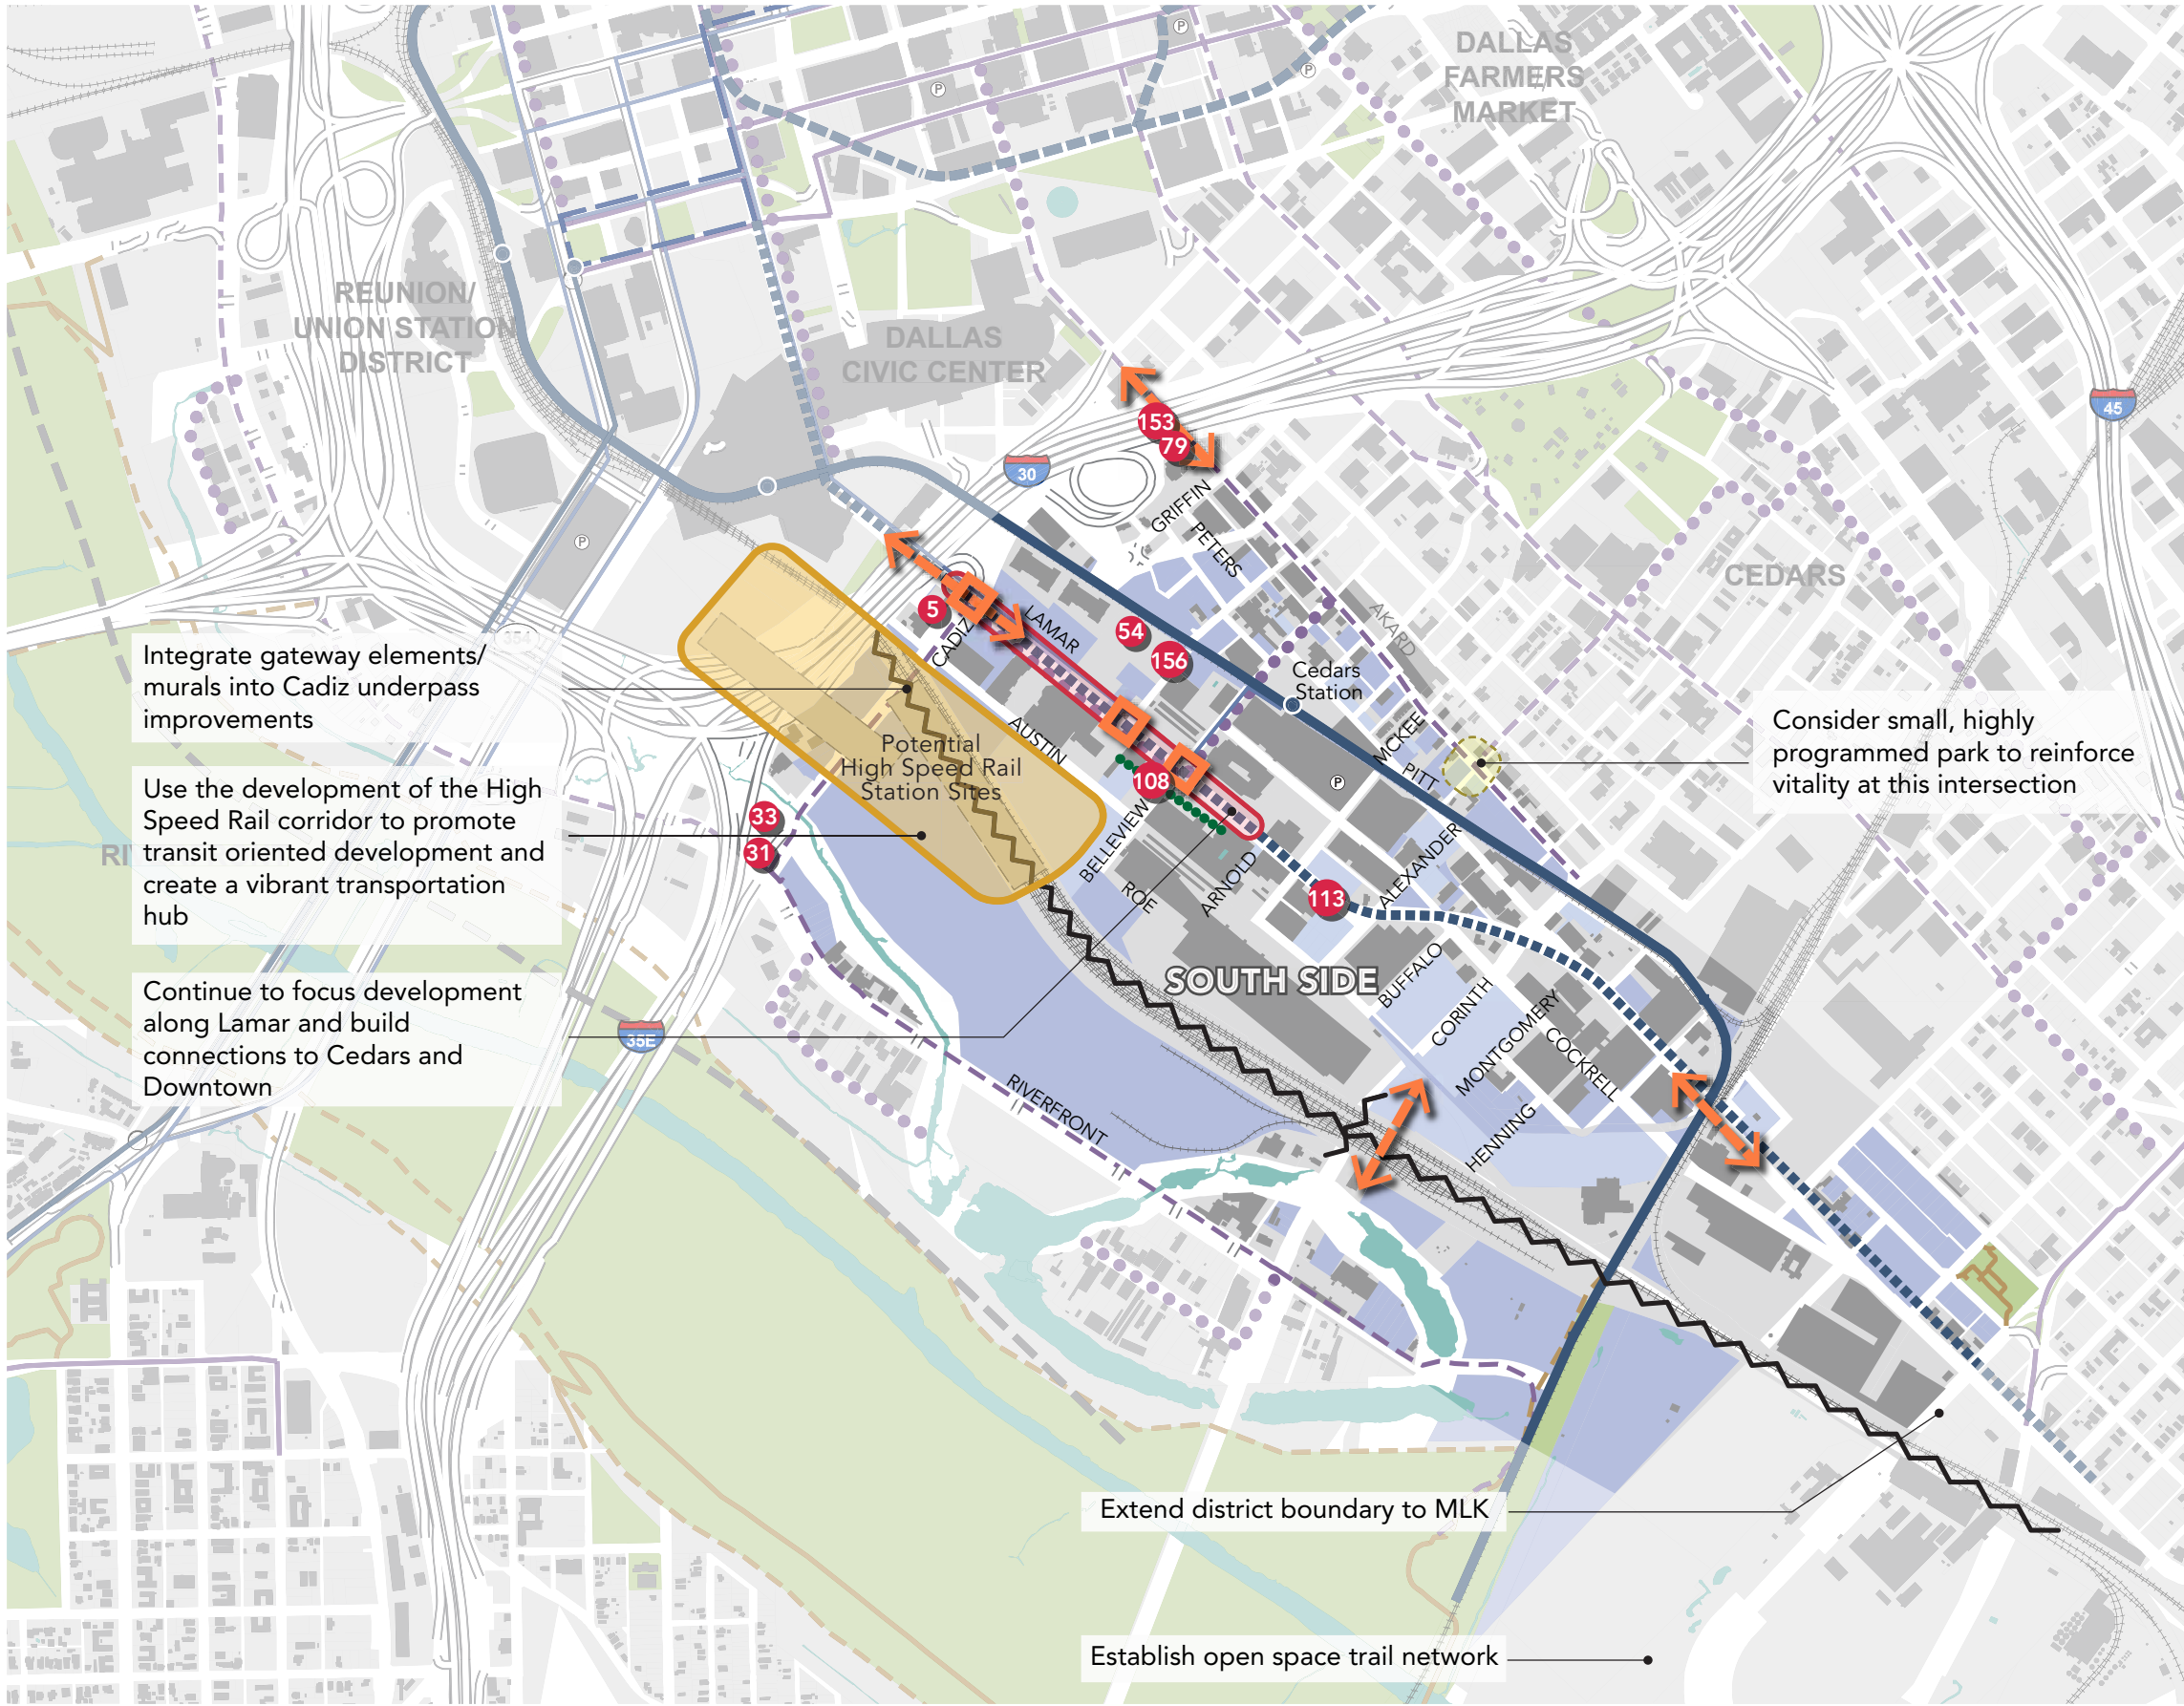 DALLAS
FARMERS
MARKET
REUNION/
UNION STATION
DISTRICT
DALLAS
CIVIC CENTER
CEDARS
45
30
35E
153
79
5
54
156
108
33
31
113
GRIFFIN
PETERS
AKARD
LAMAR
CADIZ
Cedars
Station
MCKEE
PITT
AUSTIN
Potential
High Speed Rail
Station Sites
BELLEVIEW
ROE
ARNOLD
ALEXANDER
SOUTH SIDE
BUFFALO
CORINTH
MONTGOMERY
COCKRELL
HENNING
RIVERFRONT
P
P
P
P
P
P
Integrate gateway elements/
murals into Cadiz underpass
improvements
Use the development of the High
Speed Rail corridor to promote
transit oriented development and
create a vibrant transportation
hub
Continue to focus development
along Lamar and build
connections to Cedars and
Downtown
Consider small, highly
programmed park to reinforce
vitality at this intersection
Extend district boundary to MLK
Establish open space trail network